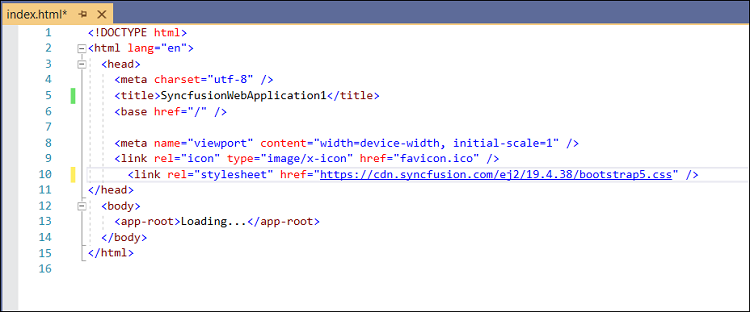 index.html*
1 <!DOCTYPE html>
2 <html lang="en">
3 <head>
4 <meta charset="utf-8" />
5 <title>SyncfusionWebApplication1</title>
6 <base href="/" />
7
8 <meta name="viewport" content="width=device-width, initial-scale=1" />
9 <link rel="icon" type="image/x-icon" href="favicon.ico" />
10 <link rel="stylesheet" href="https://cdn.syncfusion.com/ej2/19.4.38/bootstrap5.css" />
11 </head>
12 <body>
13 <app-root>Loading...</app-root>
14 </body>
15 </html>
16